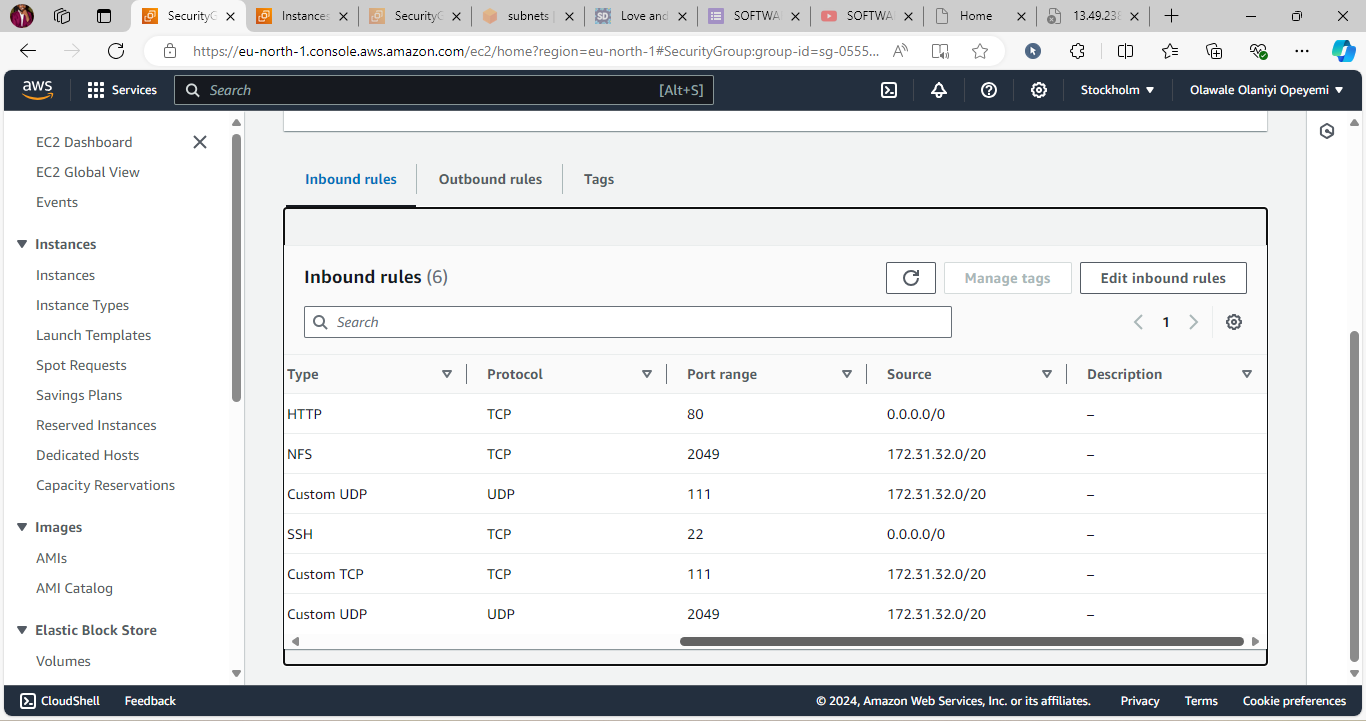 SecurityG
Instances
SecurityG
subnets |
Love and
SOFTWA
SOFTWA
Home
13.49.238
https://eu-north-1.console.aws.amazon.com/ec2/home?region=eu-north-1#SecurityGroup:group-id=sg-0555...
aws
Services
Search
[Alt+S]
Stockholm
Olawale Olaniyi Opeyemi
EC2 Dashboard
EC2 Global View
Events
Instances
Instances
Instance Types
Launch Templates
Spot Requests
Savings Plans
Reserved Instances
Dedicated Hosts
Capacity Reservations
Images
AMIs
AMI Catalog
Elastic Block Store
Volumes
Inbound rules
Outbound rules
Tags
Inbound rules (6)
Manage tags
Edit inbound rules
Search
1
Type Protocol Port range Source Description
HTTP TCP 80 0.0.0.0/0 –
NFS TCP 2049 172.31.32.0/20 –
Custom UDP UDP 111 172.31.32.0/20 –
SSH TCP 22 0.0.0.0/0 –
Custom TCP TCP 111 172.31.32.0/20 –
Custom UDP UDP 2049 172.31.32.0/20 –
CloudShell
Feedback
© 2024, Amazon Web Services, Inc. or its affiliates.
Privacy
Terms
Cookie preferences